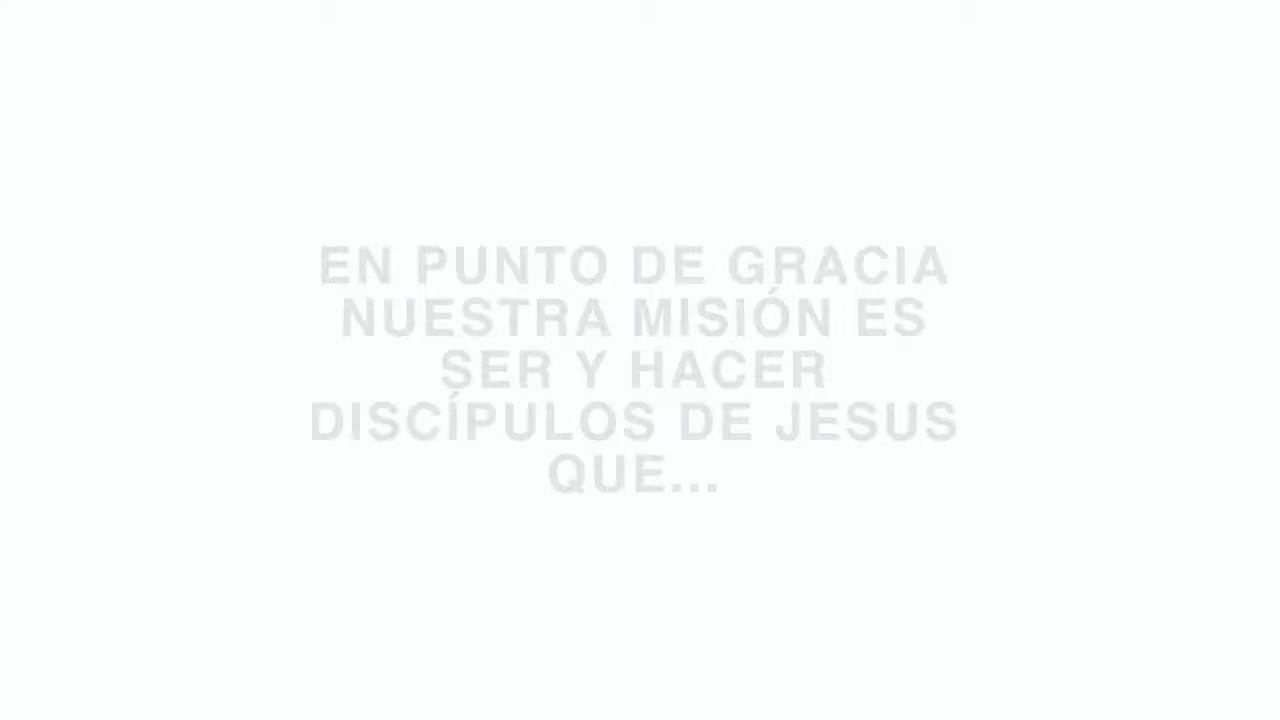 EN PUNTO DE GRACIA
NUESTRA MISIÓN ES
SER Y HACER
DISCÍPULOS DE JESUS
QUE...